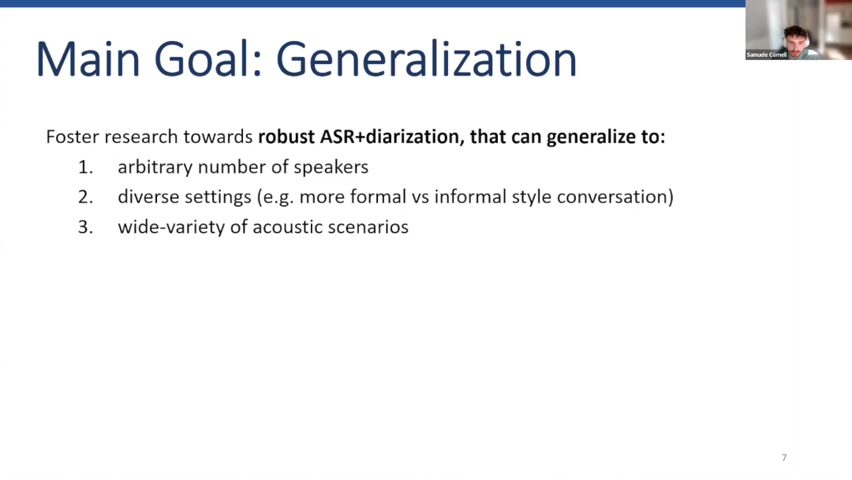 Samuele Cornell
Main Goal: Generalization
Foster research towards robust ASR+diarization, that can generalize to:
1. arbitrary number of speakers
2. diverse settings (e.g. more formal vs informal style conversation)
3. wide-variety of acoustic scenarios
7